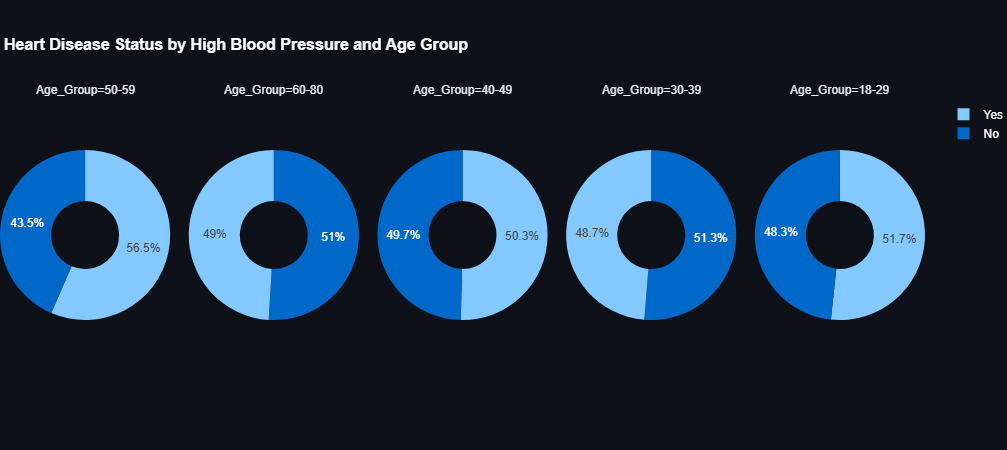 Heart Disease Status by High Blood Pressure and Age Group
Age_Group=50-59
Age_Group=60-80
Age_Group=40-49
Age_Group=30-39
Age_Group=18-29
Yes
No
43.5%
56.5%
49%
51%
49.7%
50.3%
48.7%
51.3%
48.3%
51.7%